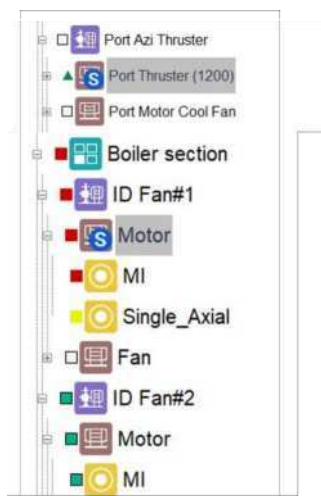 Port Azi Thruster
Port Thruster (1200)
Port Motor Cool Fan
Boiler section
ID Fan#1
S Motor
MI
Single_Axial
Fan
ID Fan#2
Motor
MI